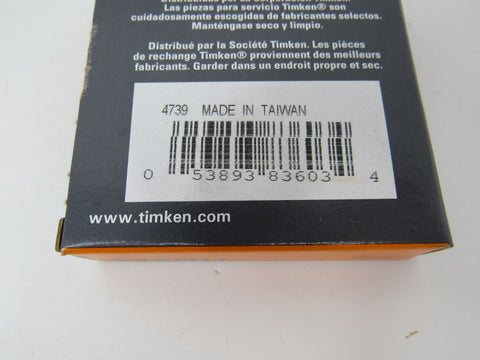 Las piezas para servicio Timken® son
cuidadosamente escogidas de fabricantes selectos.
Manténgase seco y limpio.
Distribué par la Société Timken. Les pièces
de rechange Timken® proviennent des meilleurs
fabricants. Garder dans un endroit propre et sec.
4739 MADE IN TAIWAN
0 53893 83603 4
www.timken.com